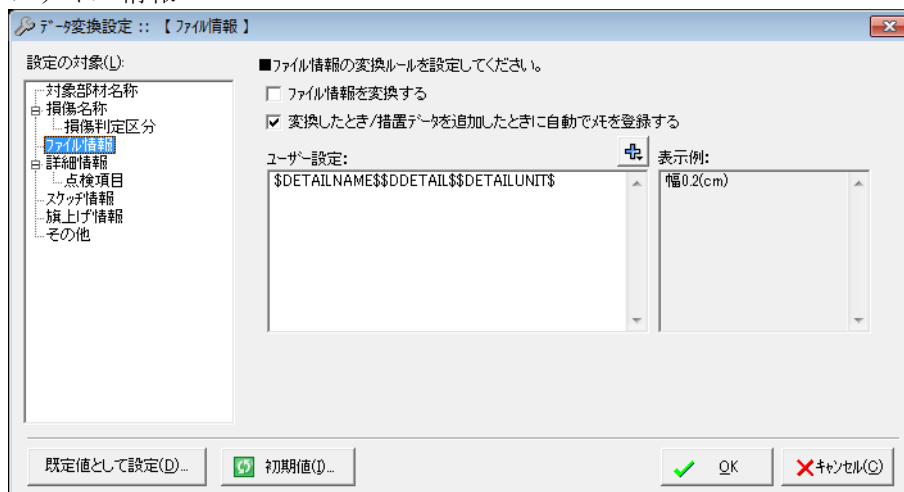 データ変換設定 :: 【 ファイル情報 】
設定の対象(L):
対象部材名称
損傷名称
損傷判定区分
ファイル情報
詳細情報
点検項目
スケッチ情報
旗上げ情報
その他
■ファイル情報の変換ルールを設定してください。
ファイル情報を変換する
変換したとき/措置データを追加したときに自動でメモを登録する
ユーザー設定:
$DETAILNAME$$DDETAIL$$DETAILUNIT$
表示例:
幅0.2(cm)
既定値として設定(D)...
初期値(I)...
OK
キャンセル(C)